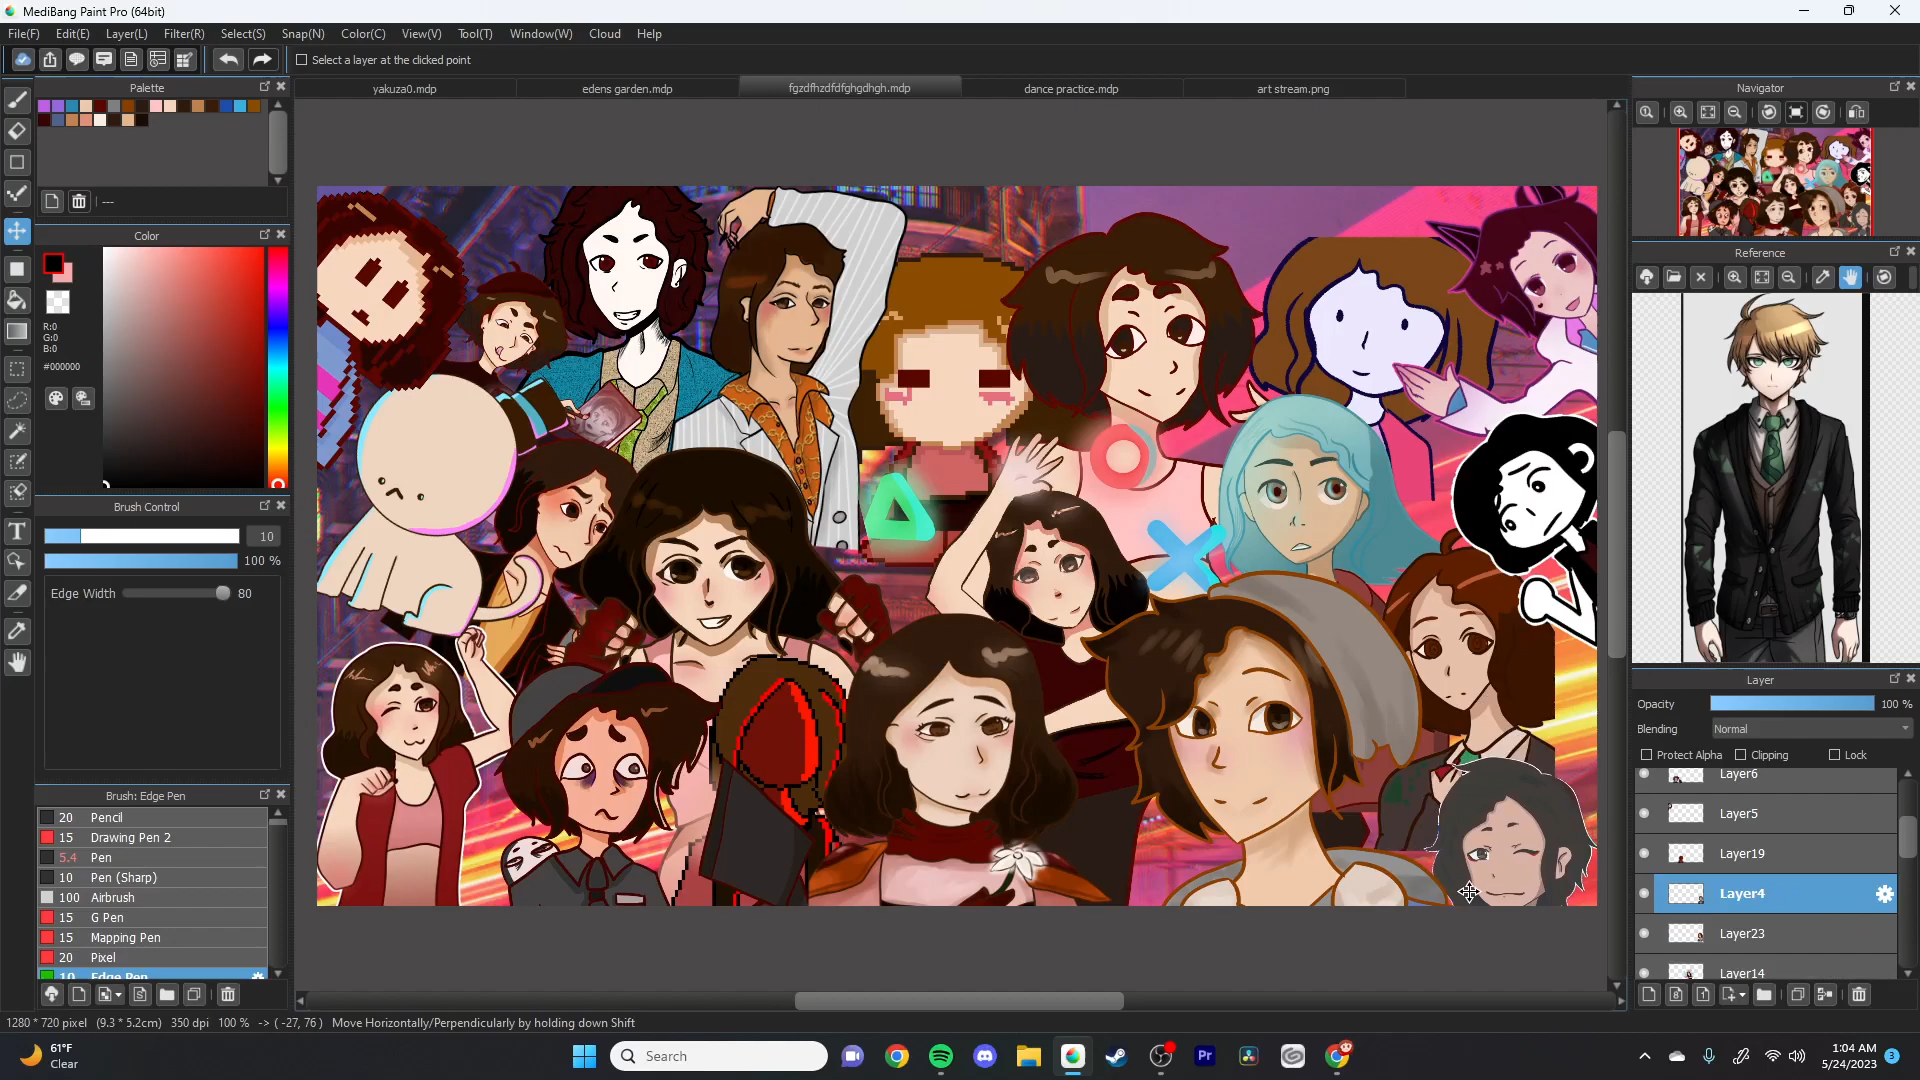 MediBang Paint Pro (64bit)
File(F) Edit(E) Layer(L) Filter(R) Select(S) Snap(N) Color(C) View(V) Tool(T) Window(W) Cloud Help
Select a layer at the clicked point
Palette
yakuza0.mdp edens garden.mdp fgzdfhzdfdfghgdhgh.mdp dance practice.mdp art stream.png
Navigator
---
Color
R:0
G:0
B:0
#000000
Reference
Brush Control
10
100 %
Edge Width 80
Brush: Edge Pen
20 Pencil
15 Drawing Pen 2
5.4 Pen
10 Pen (Sharp)
100 Airbrush
15 G Pen
15 Mapping Pen
20 Pixel
10 Edge Pen
Layer
Opacity 100 %
Blending Normal
Protect Alpha Clipping Lock
Layer6
Layer5
Layer19
Layer4
Layer23
Layer14
1280 * 720 pixel (9.3 * 5.2cm) 350 dpi 100 % -> ( -27, 76 ) Move Horizontally/Perpendicularly by holding down Shift
61°F
Clear
Search
Pr
1:04 AM
5/24/2023
3